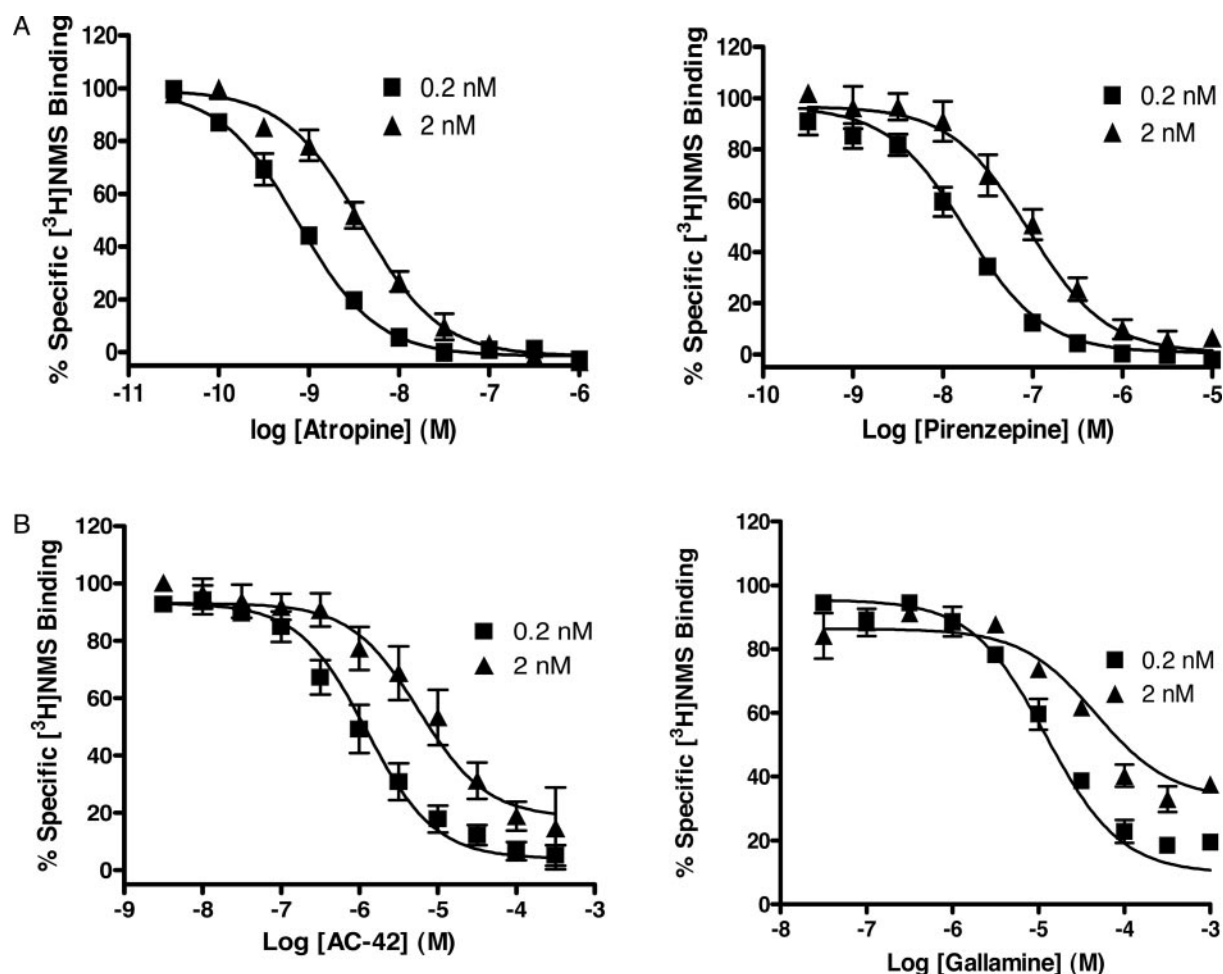 A
% Specific [³H]NMS Binding
120
100
80
60
40
20
0
-11
-10
-9
-8
-7
-6
log [Atropine] (M)
0.2 nM
2 nM
% Specific [³H]NMS Binding
120
100
80
60
40
20
0
-10
-9
-8
-7
-6
-5
Log [Pirenzepine] (M)
0.2 nM
2 nM
B
% Specific [³H]NMS Binding
120
100
80
60
40
20
0
-9
-8
-7
-6
-5
-4
-3
Log [AC-42] (M)
0.2 nM
2 nM
% Specific [³H]NMS Binding
120
100
80
60
40
20
0
-8
-7
-6
-5
-4
-3
Log [Gallamine] (M)
0.2 nM
2 nM